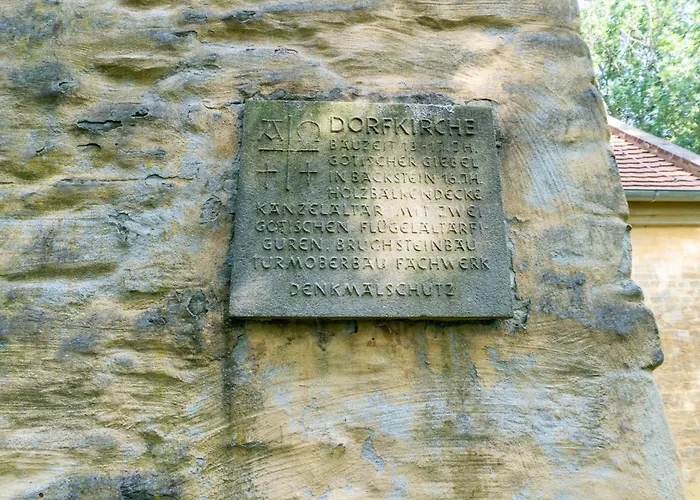 Α Ω DORFKIRCHE
BAUZEIT 13.-17. JH.
GOTISCHER GIEBEL
IN BACKSTEIN 16. JH.
HOLZBALKENDECKE
KANZELALTAR MIT ZWEI
GOTISCHEN FLÜGELALTARFI
GUREN. BRUCHSTEINBAU
TURMOBERBAU FACHWERK
DENKMALSCHUTZ